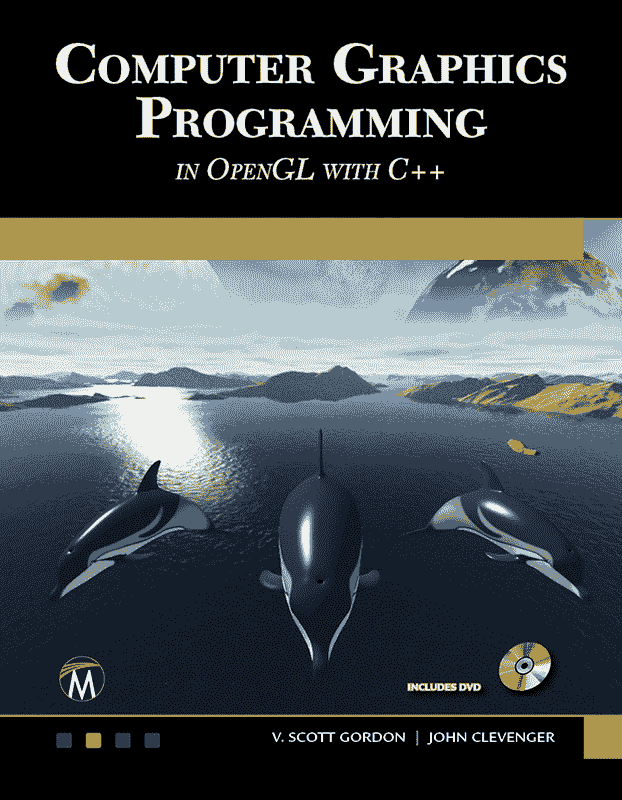 COMPUTER GRAPHICS
PROGRAMMING
IN OPENGL WITH C++
M
INCLUDES DVD
V. SCOTT GORDON | JOHN CLEVENGER